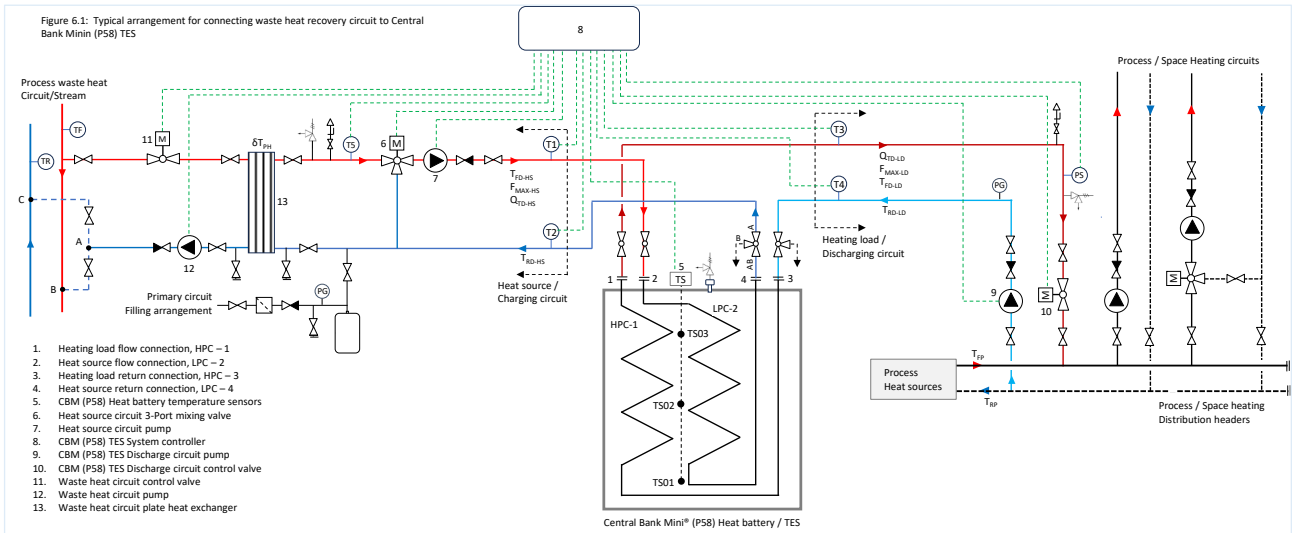 Figure 6.1: Typical arrangement for connecting waste heat recovery circuit to Central
Bank Minin (P58) TES
8
Process waste heat
Circuit/Stream
Process / Space Heating circuits
TF
TR
11
M
δTPH
T5
6
M
7
T1
TFD-HS
FMAX-HS
QTD-HS
T3
QTD-LD
FMAX-LD
TFD-LD
T4
TRD-LD
PG
PS
C
A
B
12
13
T2
TRD-HS
Heat source /
Charging circuit
Heating load /
Discharging circuit
B
A
AB
5
TS
1
2
4
3
9
M
10
M
Primary circuit
Filling arrangement
PG
HPC-1
LPC-2
TS03
TS02
TS01
Process
Heat sources
TFP
TRP
Process / Space heating
Distribution headers
1. Heating load flow connection, HPC – 1
2. Heat source flow connection, LPC – 2
3. Heating load return connection, HPC – 3
4. Heat source return connection, LPC – 4
5. CBM (P58) Heat battery temperature sensors
6. Heat source circuit 3-Port mixing valve
7. Heat source circuit pump
8. CBM (P58) TES System controller
9. CBM (P58) TES Discharge circuit pump
10. CBM (P58) TES Discharge circuit control valve
11. Waste heat circuit control valve
12. Waste heat circuit pump
13. Waste heat circuit plate heat exchanger
Central Bank Mini® (P58) Heat battery / TES